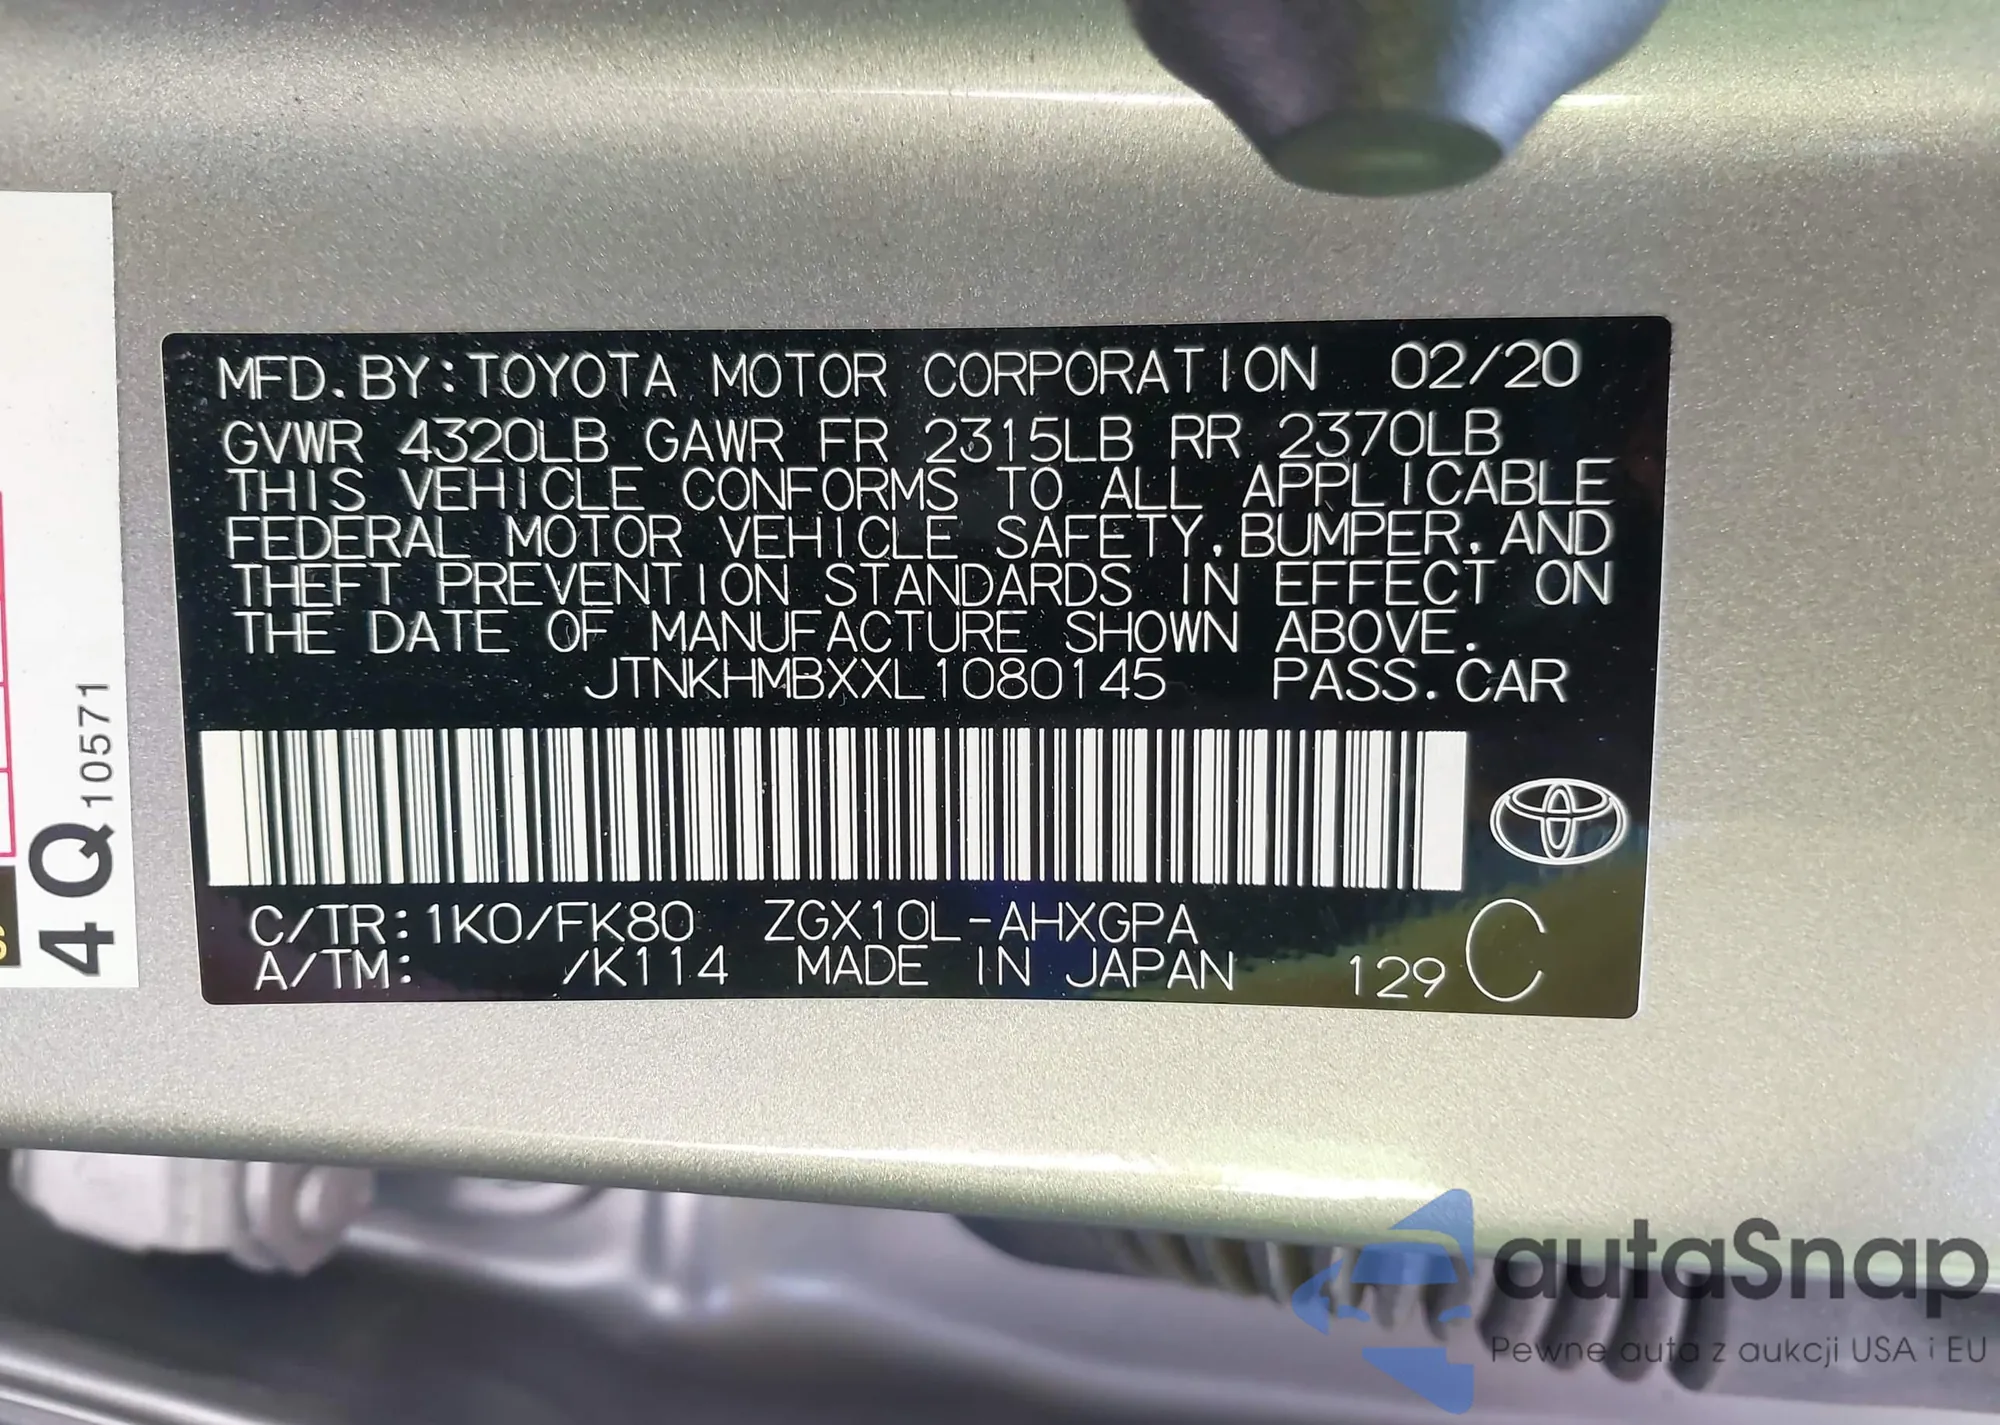 MFD.BY:TOYOTA MOTOR CORPORATION 02/20
GVWR 4320LB GAWR FR 2315LB RR 2370LB
THIS VEHICLE CONFORMS TO ALL APPLICABLE
FEDERAL MOTOR VEHICLE SAFETY,BUMPER,AND
THEFT PREVENTION STANDARDS IN EFFECT ON
THE DATE OF MANUFACTURE SHOWN ABOVE.
JTNKHMBXXL1080145 PASS.CAR
C/TR:1K0/FK80 ZGX10L-AHXGPA
A/TM: /K114 MADE IN JAPAN 129 C
4Q 10571
autaSnap
Pewne auta z aukcji USA i EU